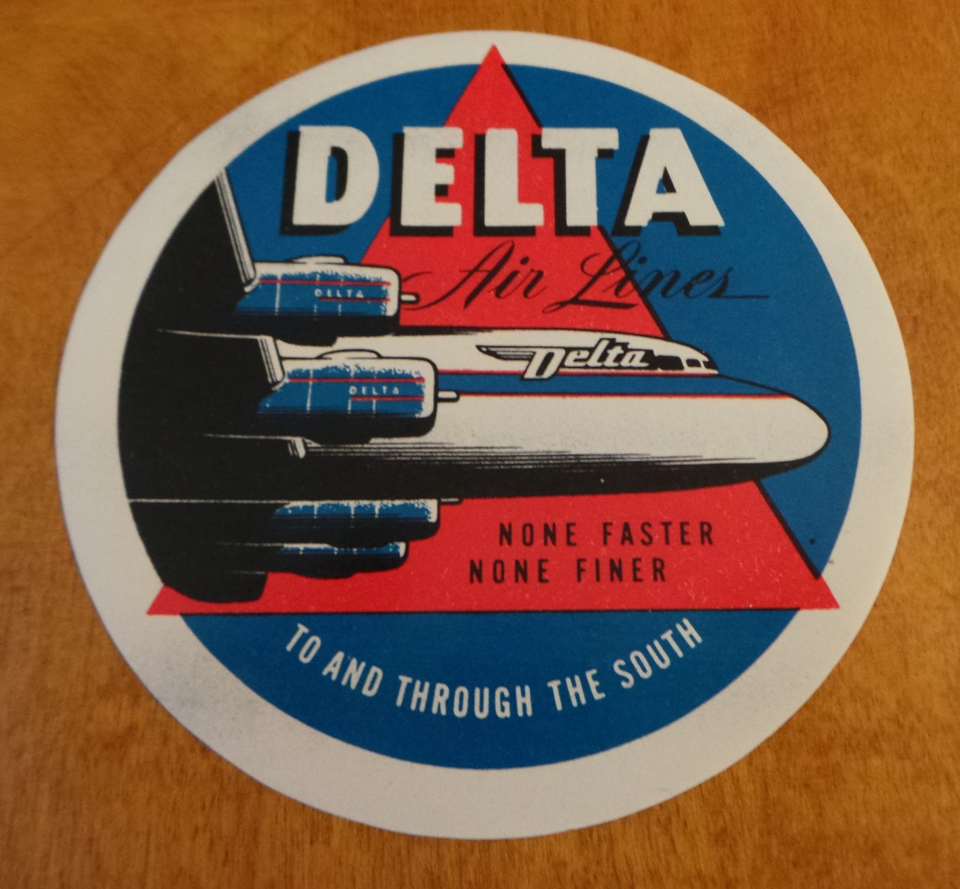 DELTA
Air Lines
DELTA
Delta
DELTA
NONE FASTER
NONE FINER
TO AND THROUGH THE SOUTH